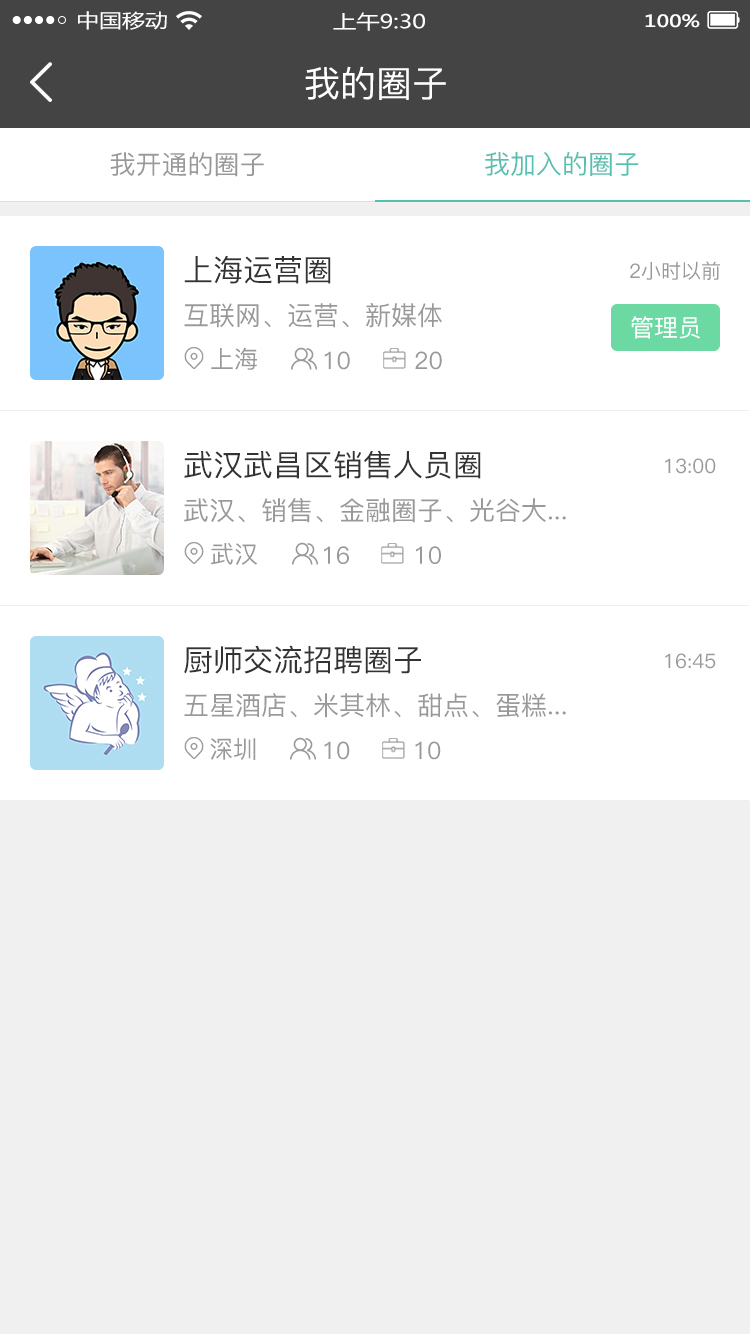 中国移动 上午9:30 100%
我的圈子
我开通的圈子 我加入的圈子
上海运营圈 2小时以前
互联网、运营、新媒体 管理员
上海 10 20
武汉武昌区销售人员圈 13:00
武汉、销售、金融圈子、光谷大...
武汉 16 10
厨师交流招聘圈子 16:45
五星酒店、米其林、甜点、蛋糕...
深圳 10 10